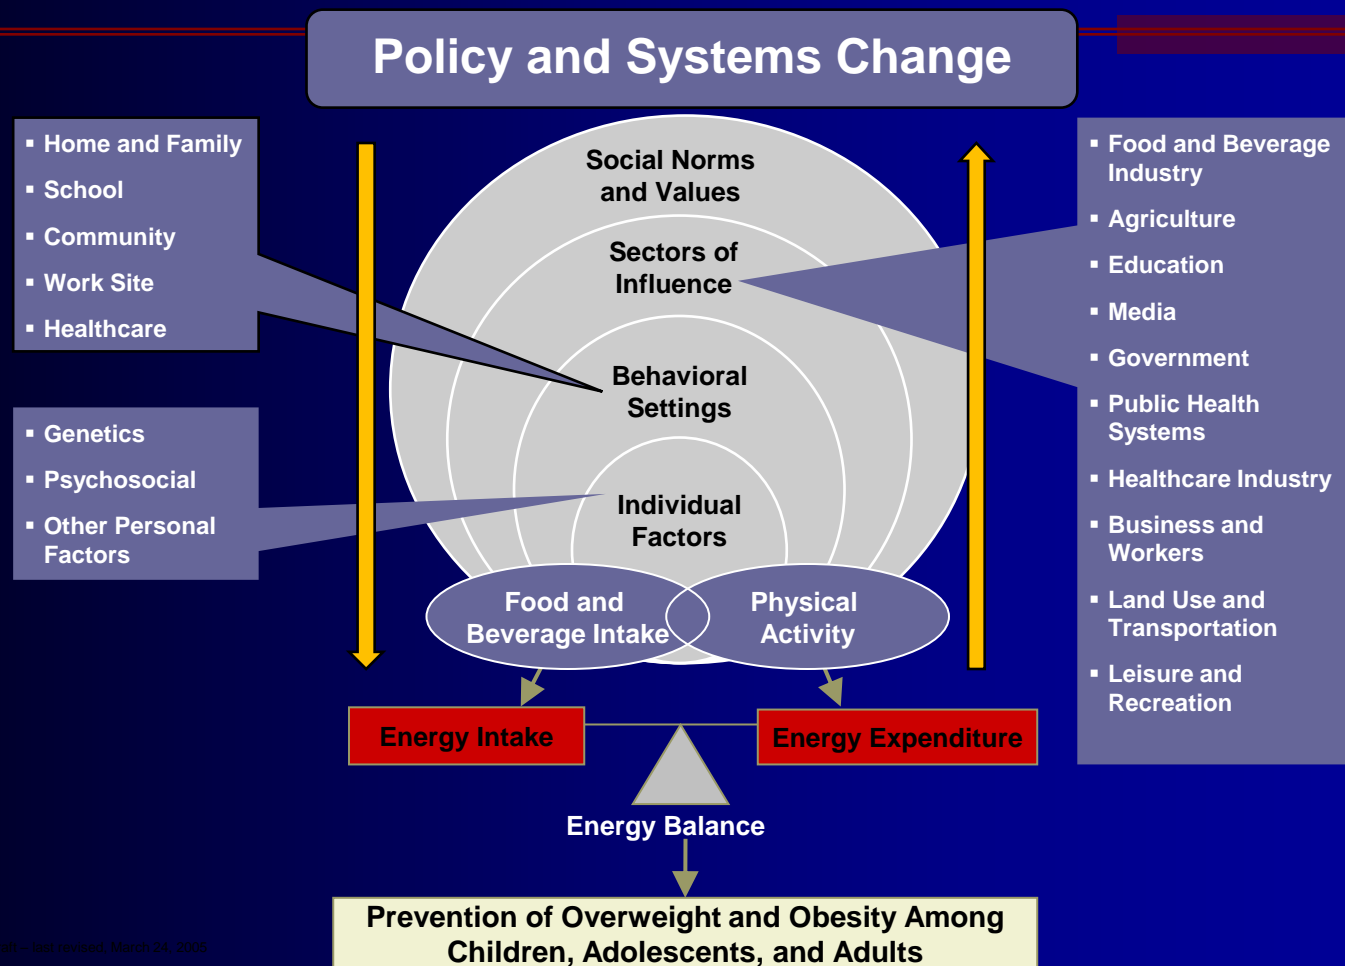 Policy and Systems Change
▪ Home and Family
▪ School
▪ Community
▪ Work Site
▪ Healthcare
▪ Genetics
▪ Psychosocial
▪ Other Personal
Factors
Social Norms
and Values
Sectors of
Influence
Behavioral
Settings
Individual
Factors
Food and
Beverage Intake
Physical
Activity
▪ Food and Beverage
Industry
▪ Agriculture
▪ Education
▪ Media
▪ Government
▪ Public Health
Systems
▪ Healthcare Industry
▪ Business and
Workers
▪ Land Use and
Transportation
▪ Leisure and
Recreation
Energy Intake
Energy Expenditure
Energy Balance
Prevention of Overweight and Obesity Among
Children, Adolescents, and Adults